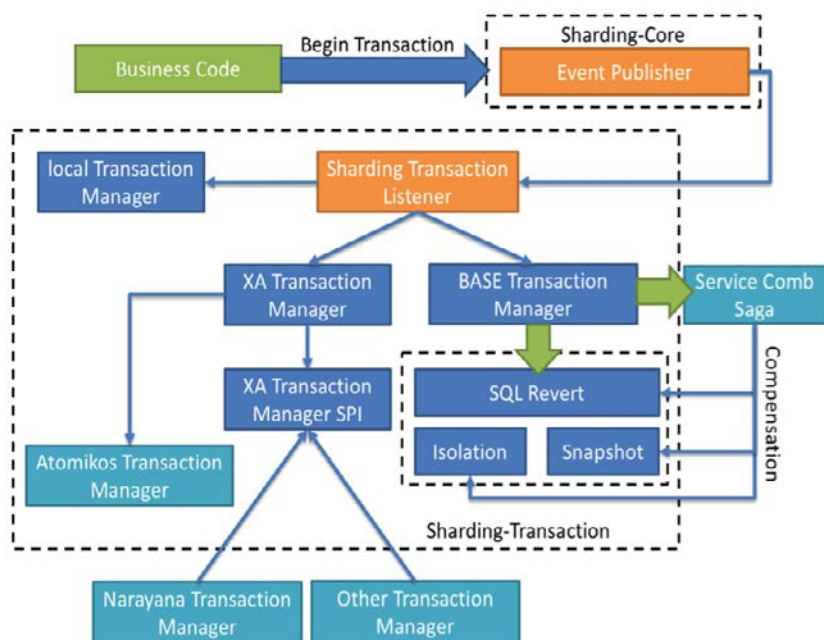 Sharding-Core
Begin Transaction
Business Code
Event Publisher
local Transaction
Manager
Sharding Transaction
Listener
XA Transaction
Manager
BASE Transaction
Manager
Service Comb
Saga
XA Transaction
Manager SPI
SQL Revert
Compensation
Isolation
Snapshot
Atomikos Transaction
Manager
Sharding-Transaction
Narayana Transaction
Manager
Other Transaction
Manager